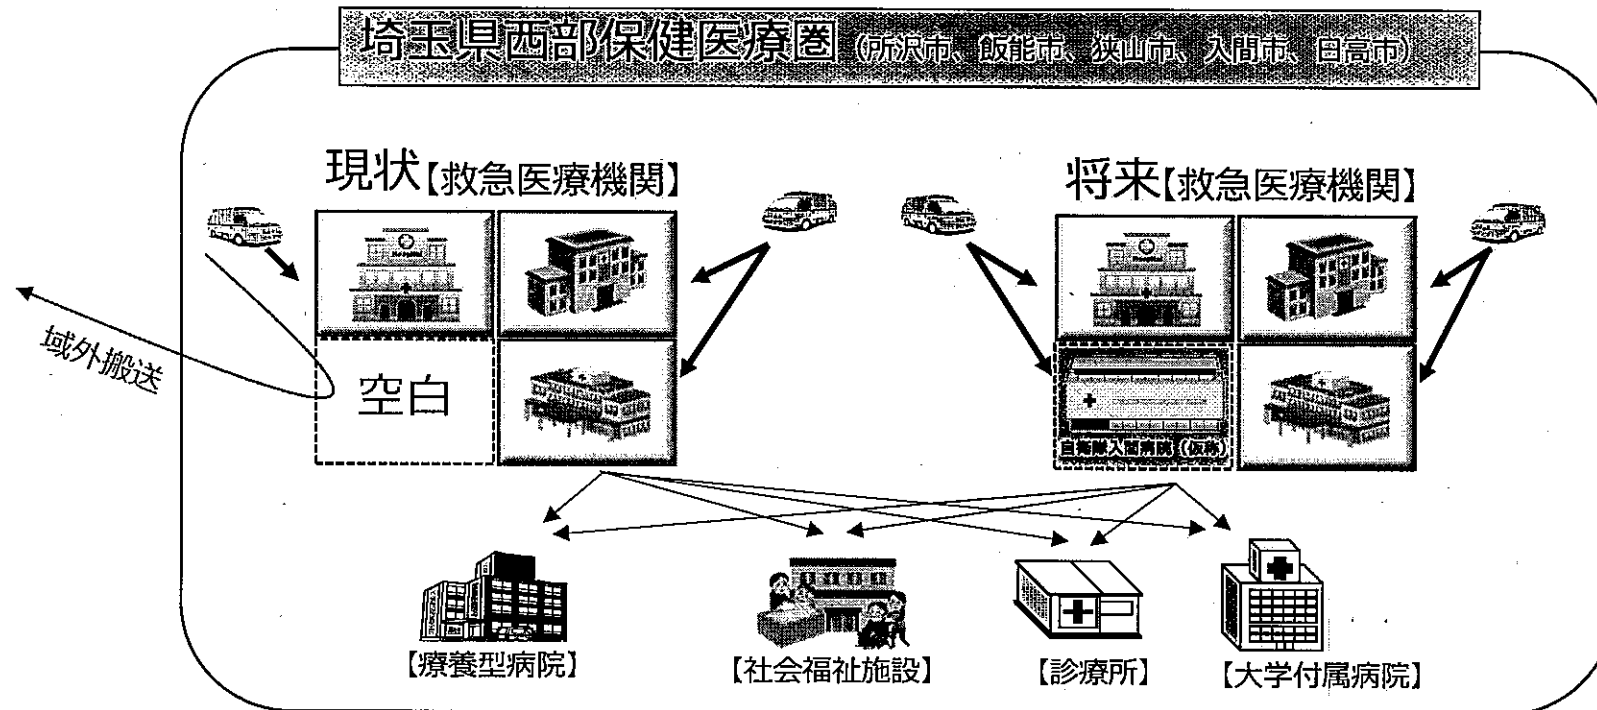 埼玉県西部保健医療圏（所沢市、飯能市、狭山市、入間市、日高市）
現状【救急医療機関】
将来【救急医療機関】
Hospital
Hospital
域外搬送
空白
自衛隊入間病院（仮称）
【療養型病院】
【社会福祉施設】
【診療所】
【大学付属病院】